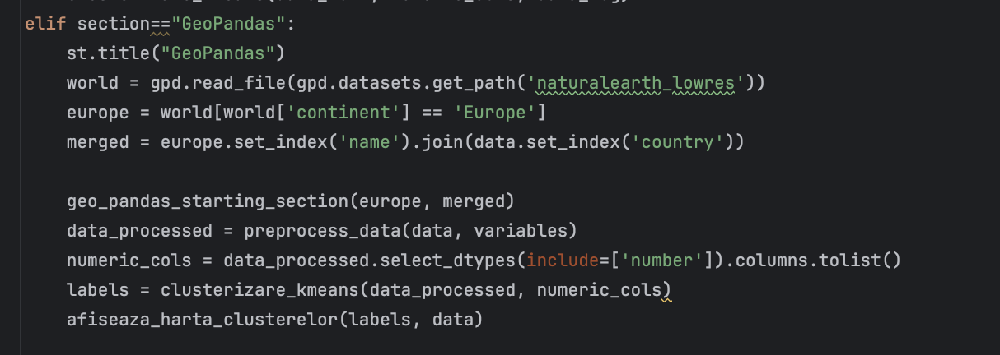 elif section=="GeoPandas":
    st.title("GeoPandas")
    world = gpd.read_file(gpd.datasets.get_path('naturalearth_lowres'))
    europe = world[world['continent'] == 'Europe']
    merged = europe.set_index('name').join(data.set_index('country'))
    geo_pandas_starting_section(europe, merged)
    data_processed = preprocess_data(data, variables)
    numeric_cols = data_processed.select_dtypes(include=['number']).columns.tolist()
    labels = clusterizare_kmeans(data_processed, numeric_cols)
    afiseaza_harta_clusterelor(labels, data)